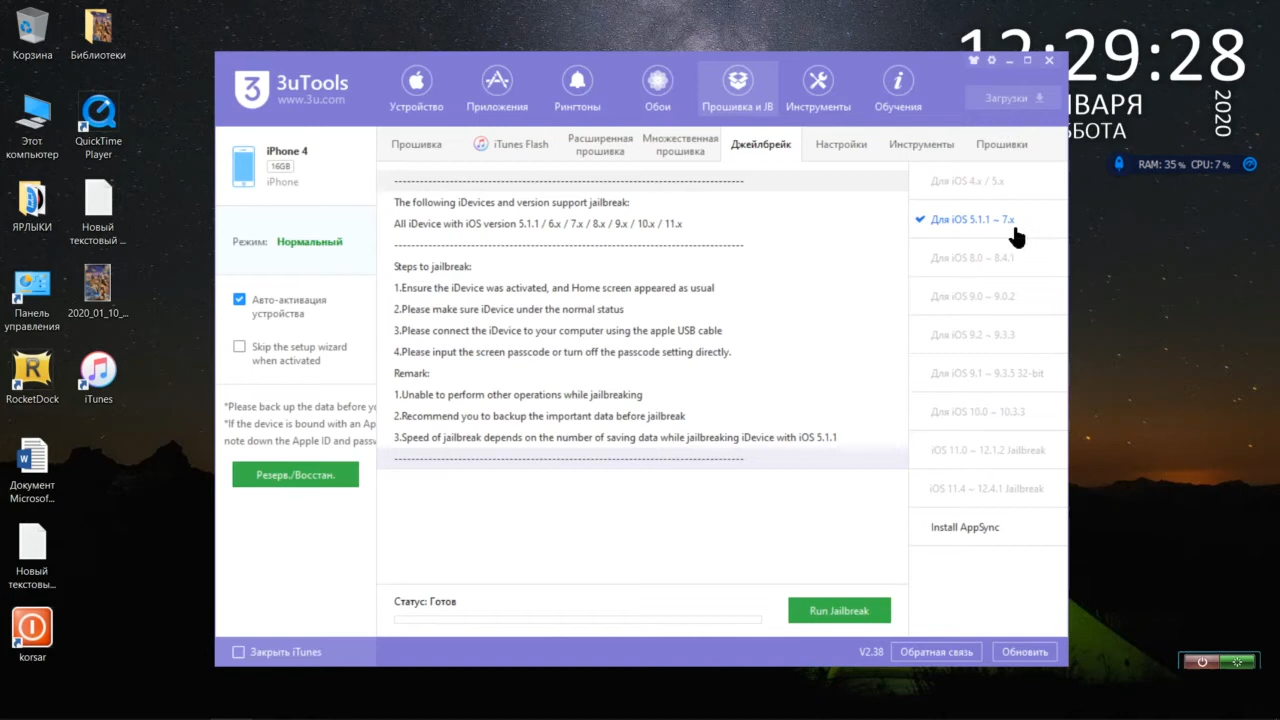 Корзина
Библиотеки
Этот
компьютер
QuickTime
Player
ЯРЛЫКИ
Новый
текстовый ...
Панель
управления
2020_01_10_...
RocketDock
iTunes
Документ
Microsof...
Новый
текстовы...
korsar
3 3uTools
www.3u.com
Устройство
Приложения
Рингтоны
Обои
Прошивка и JB
Инструменты
Обучения
Загрузки
12:29:28
НВАРЯ
БОТА
2020
RAM: 35% CPU: 7%
iPhone 4
16GB
iPhone
Режим: Нормальный
Авто-активация
устройства
Skip the setup wizard
when activated
*Please back up the data before yo
*If the device is bound with an Ap
note down the Apple ID and passw
Резерв./Восстан.
Прошивка
iTunes Flash
Расширенная
прошивка
Множественная
прошивка
Джейлбрейк
Настройки
Инструменты
Прошивки
----------------------------------------------------------------------------------
The following iDevices and version support jailbreak:
All iDevice with iOS version 5.1.1 / 6.x / 7.x / 8.x / 9.x / 10.x / 11.x
----------------------------------------------------------------------------------
Steps to jailbreak:
1.Ensure the iDevice was activated, and Home screen appeared as usual
2.Please make sure iDevice under the normal status
3.Please connect the iDevice to your computer using the apple USB cable
4.Please input the screen passcode or turn off the passcode setting directly.
Remark:
1.Unable to perform other operations while jailbreaking
2.Recommend you to backup the important data before jailbreak
3.Speed of jailbreak depends on the number of saving data while jailbreaking iDevice with iOS 5.1.1
----------------------------------------------------------------------------------
Для iOS 4.x / 5.x
Для iOS 5.1.1 ~ 7.x
Для iOS 8.0 ~ 8.4.1
Для iOS 9.0 ~ 9.0.2
Для iOS 9.2 ~ 9.3.3
Для iOS 9.1 ~ 9.3.5 32-bit
Для iOS 10.0 ~ 10.3.3
iOS 11.0 ~ 12.1.2 Jailbreak
iOS 11.4 ~ 12.4.1 Jailbreak
Install AppSync
Статус: Готов
Run Jailbreak
Закрыть iTunes
V2.38
Обратная связь
Обновить